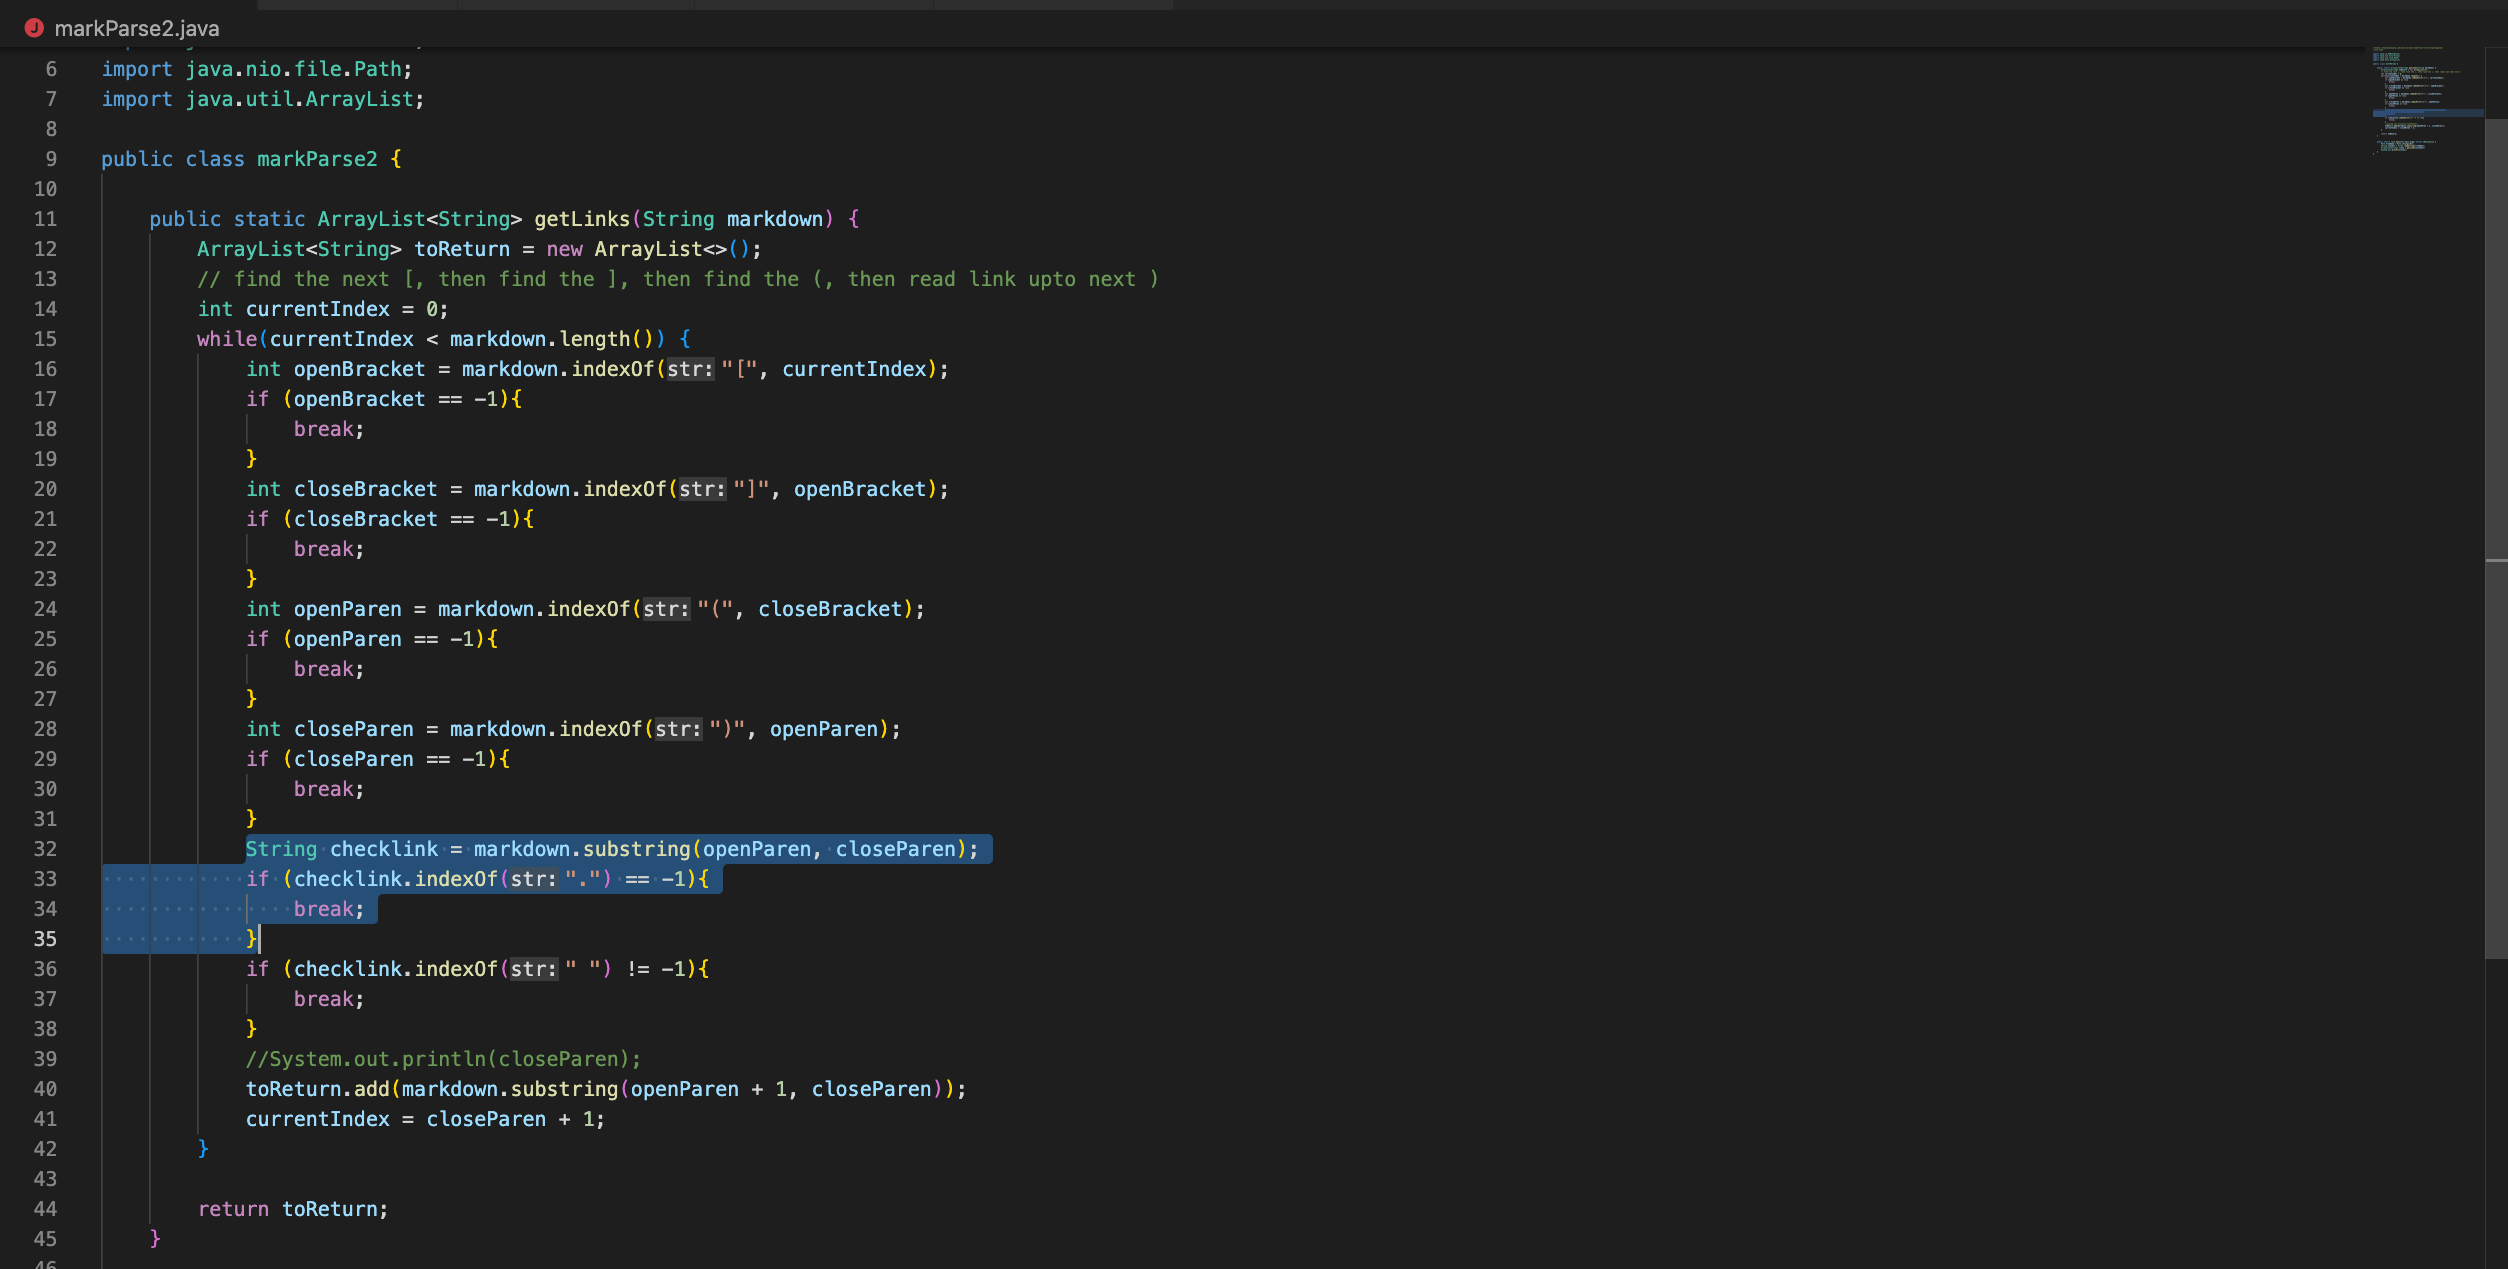 markParse2.java
6 import java.nio.file.Path;
7 import java.util.ArrayList;
8
9 public class markParse2 {
10
11     public static ArrayList<String> getLinks(String markdown) {
12         ArrayList<String> toReturn = new ArrayList<>();
13         // find the next [, then find the ], then find the (, then read link upto next )
14         int currentIndex = 0;
15         while(currentIndex < markdown.length()) {
16             int openBracket = markdown.indexOf(str: "[", currentIndex);
17             if (openBracket == -1){
18                 break;
19             }
20             int closeBracket = markdown.indexOf(str: "]", openBracket);
21             if (closeBracket == -1){
22                 break;
23             }
24             int openParen = markdown.indexOf(str: "(", closeBracket);
25             if (openParen == -1){
26                 break;
27             }
28             int closeParen = markdown.indexOf(str: ")", openParen);
29             if (closeParen == -1){
30                 break;
31             }
32             String checklink = markdown.substring(openParen, closeParen);
33             if (checklink.indexOf(str: ".") == -1){
34                 break;
35             }
36             if (checklink.indexOf(str: " ") != -1){
37                 break;
38             }
39             //System.out.println(closeParen);
40             toReturn.add(markdown.substring(openParen + 1, closeParen));
41             currentIndex = closeParen + 1;
42         }
43
44         return toReturn;
45     }
46